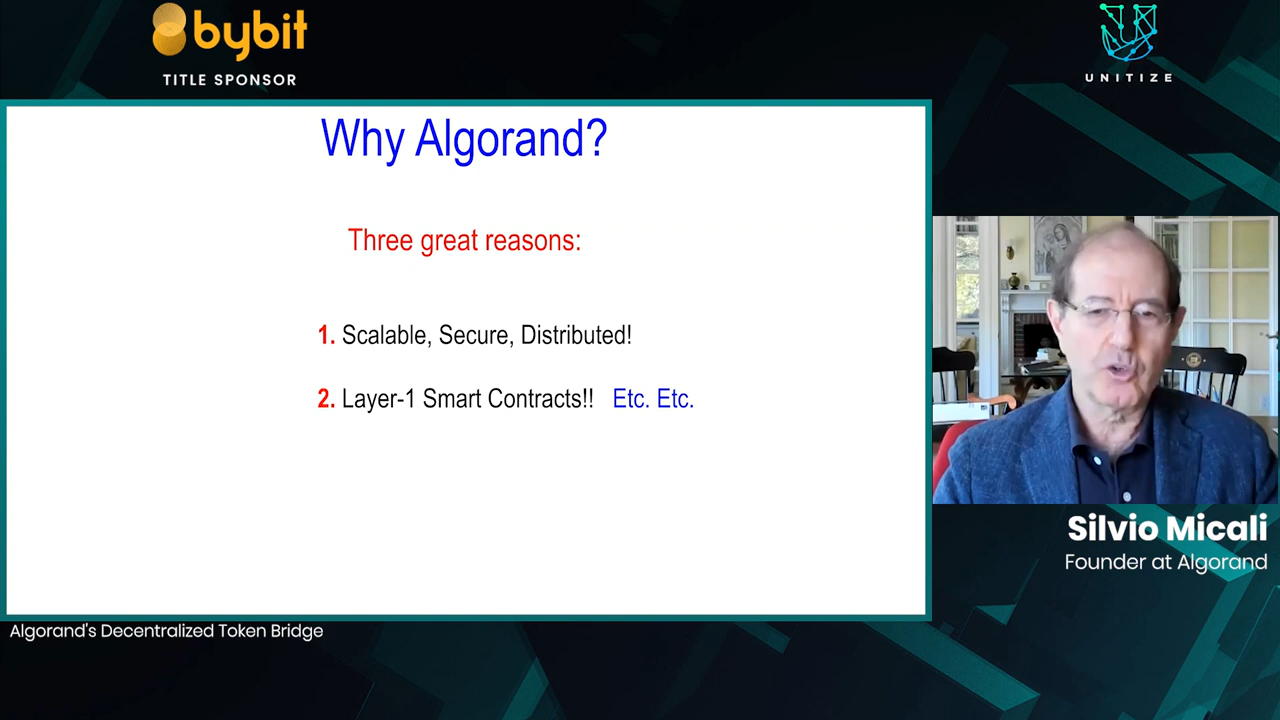 bybit
TITLE SPONSOR
UNITIZE
Why Algorand?
Three great reasons:
1. Scalable, Secure, Distributed!
2. Layer-1 Smart Contracts!! Etc. Etc.
Silvio Micali
Founder at Algorand
Algorand's Decentralized Token Bridge